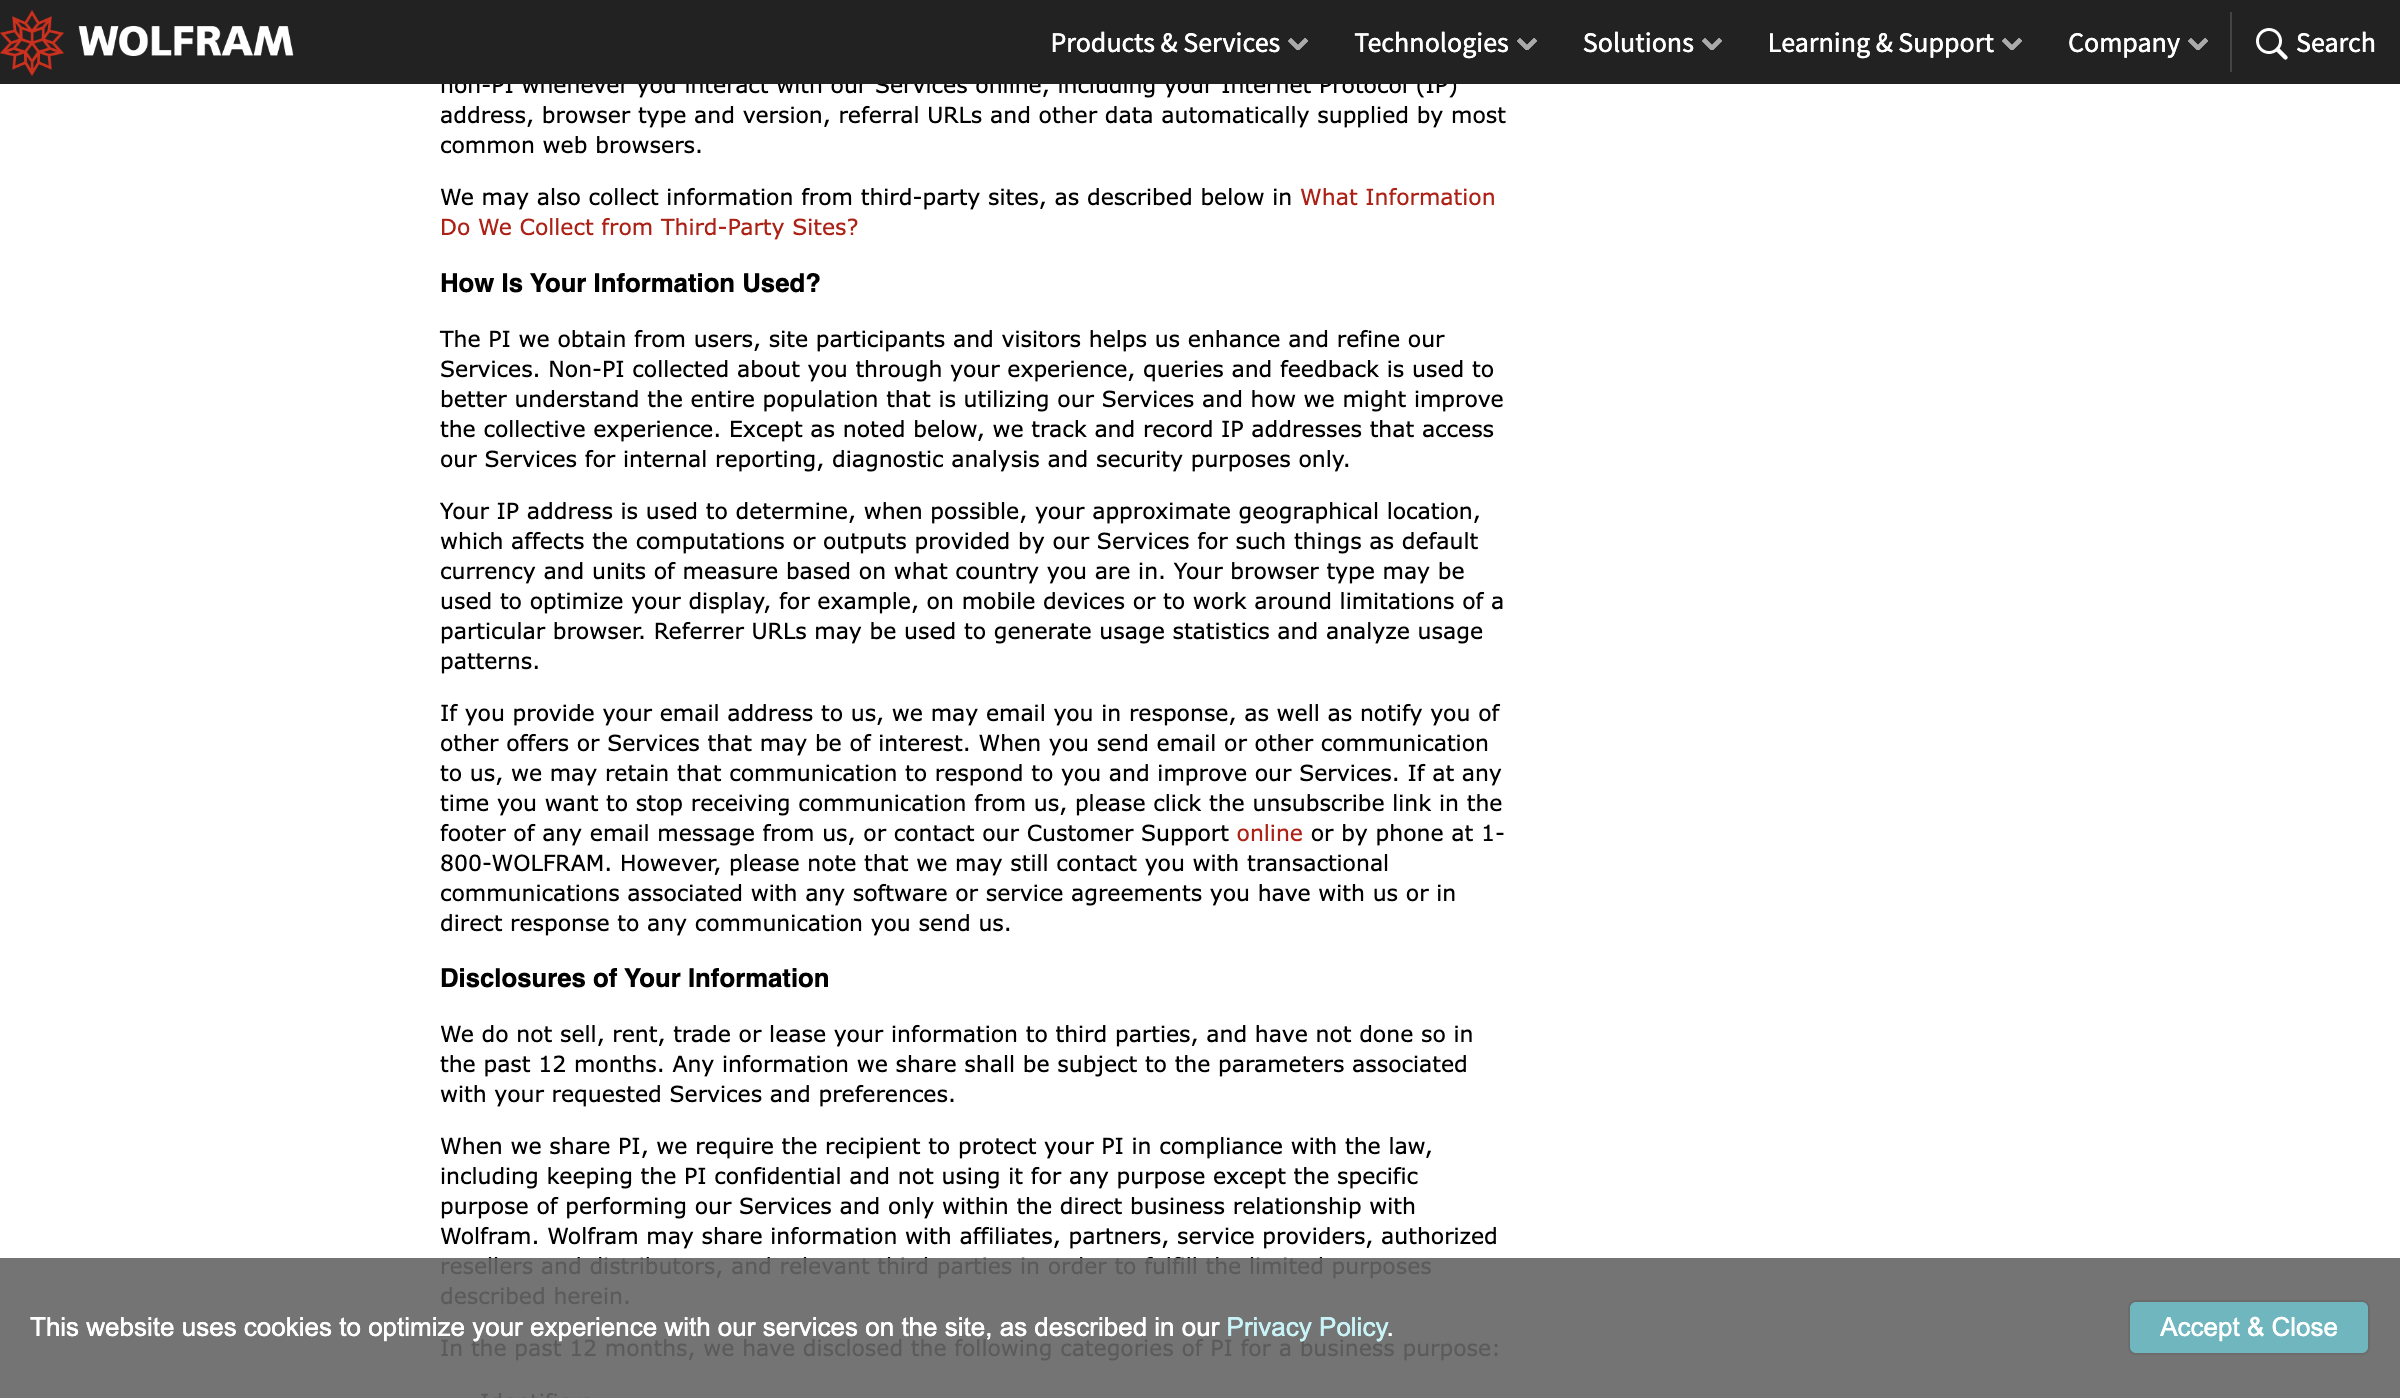 WOLFRAM
Products & Services
Technologies
Solutions
Learning & Support
Company
Search
non-PI whenever you interact with our Services online, including your Internet Protocol (IP)
address, browser type and version, referral URLs and other data automatically supplied by most
common web browsers.
We may also collect information from third-party sites, as described below in What Information
Do We Collect from Third-Party Sites?
How Is Your Information Used?
The PI we obtain from users, site participants and visitors helps us enhance and refine our
Services. Non-PI collected about you through your experience, queries and feedback is used to
better understand the entire population that is utilizing our Services and how we might improve
the collective experience. Except as noted below, we track and record IP addresses that access
our Services for internal reporting, diagnostic analysis and security purposes only.
Your IP address is used to determine, when possible, your approximate geographical location,
which affects the computations or outputs provided by our Services for such things as default
currency and units of measure based on what country you are in. Your browser type may be
used to optimize your display, for example, on mobile devices or to work around limitations of a
particular browser. Referrer URLs may be used to generate usage statistics and analyze usage
patterns.
If you provide your email address to us, we may email you in response, as well as notify you of
other offers or Services that may be of interest. When you send email or other communication
to us, we may retain that communication to respond to you and improve our Services. If at any
time you want to stop receiving communication from us, please click the unsubscribe link in the
footer of any email message from us, or contact our Customer Support online or by phone at 1-
800-WOLFRAM. However, please note that we may still contact you with transactional
communications associated with any software or service agreements you have with us or in
direct response to any communication you send us.
Disclosures of Your Information
We do not sell, rent, trade or lease your information to third parties, and have not done so in
the past 12 months. Any information we share shall be subject to the parameters associated
with your requested Services and preferences.
When we share PI, we require the recipient to protect your PI in compliance with the law,
including keeping the PI confidential and not using it for any purpose except the specific
purpose of performing our Services and only within the direct business relationship with
Wolfram. Wolfram may share information with affiliates, partners, service providers, authorized
resellers and distributors, and relevant third parties in order to fulfill the limited purposes
described herein.
This website uses cookies to optimize your experience with our services on the site, as described in our Privacy Policy.
Accept & Close
In the past 12 months, we have disclosed the following categories of PI for a business purpose: